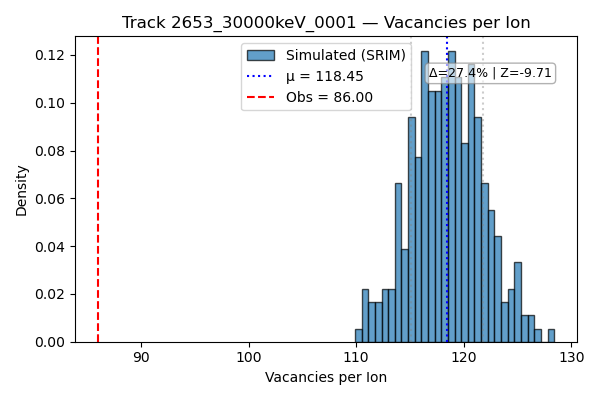 Track 2653_30000keV_0001 — Vacancies per Ion
Simulated (SRIM)
μ = 118.45
Obs = 86.00
Δ=27.4% | Z=-9.71
Density
0.12
0.10
0.08
0.06
0.04
0.02
0.00
90
100
110
120
130
Vacancies per Ion